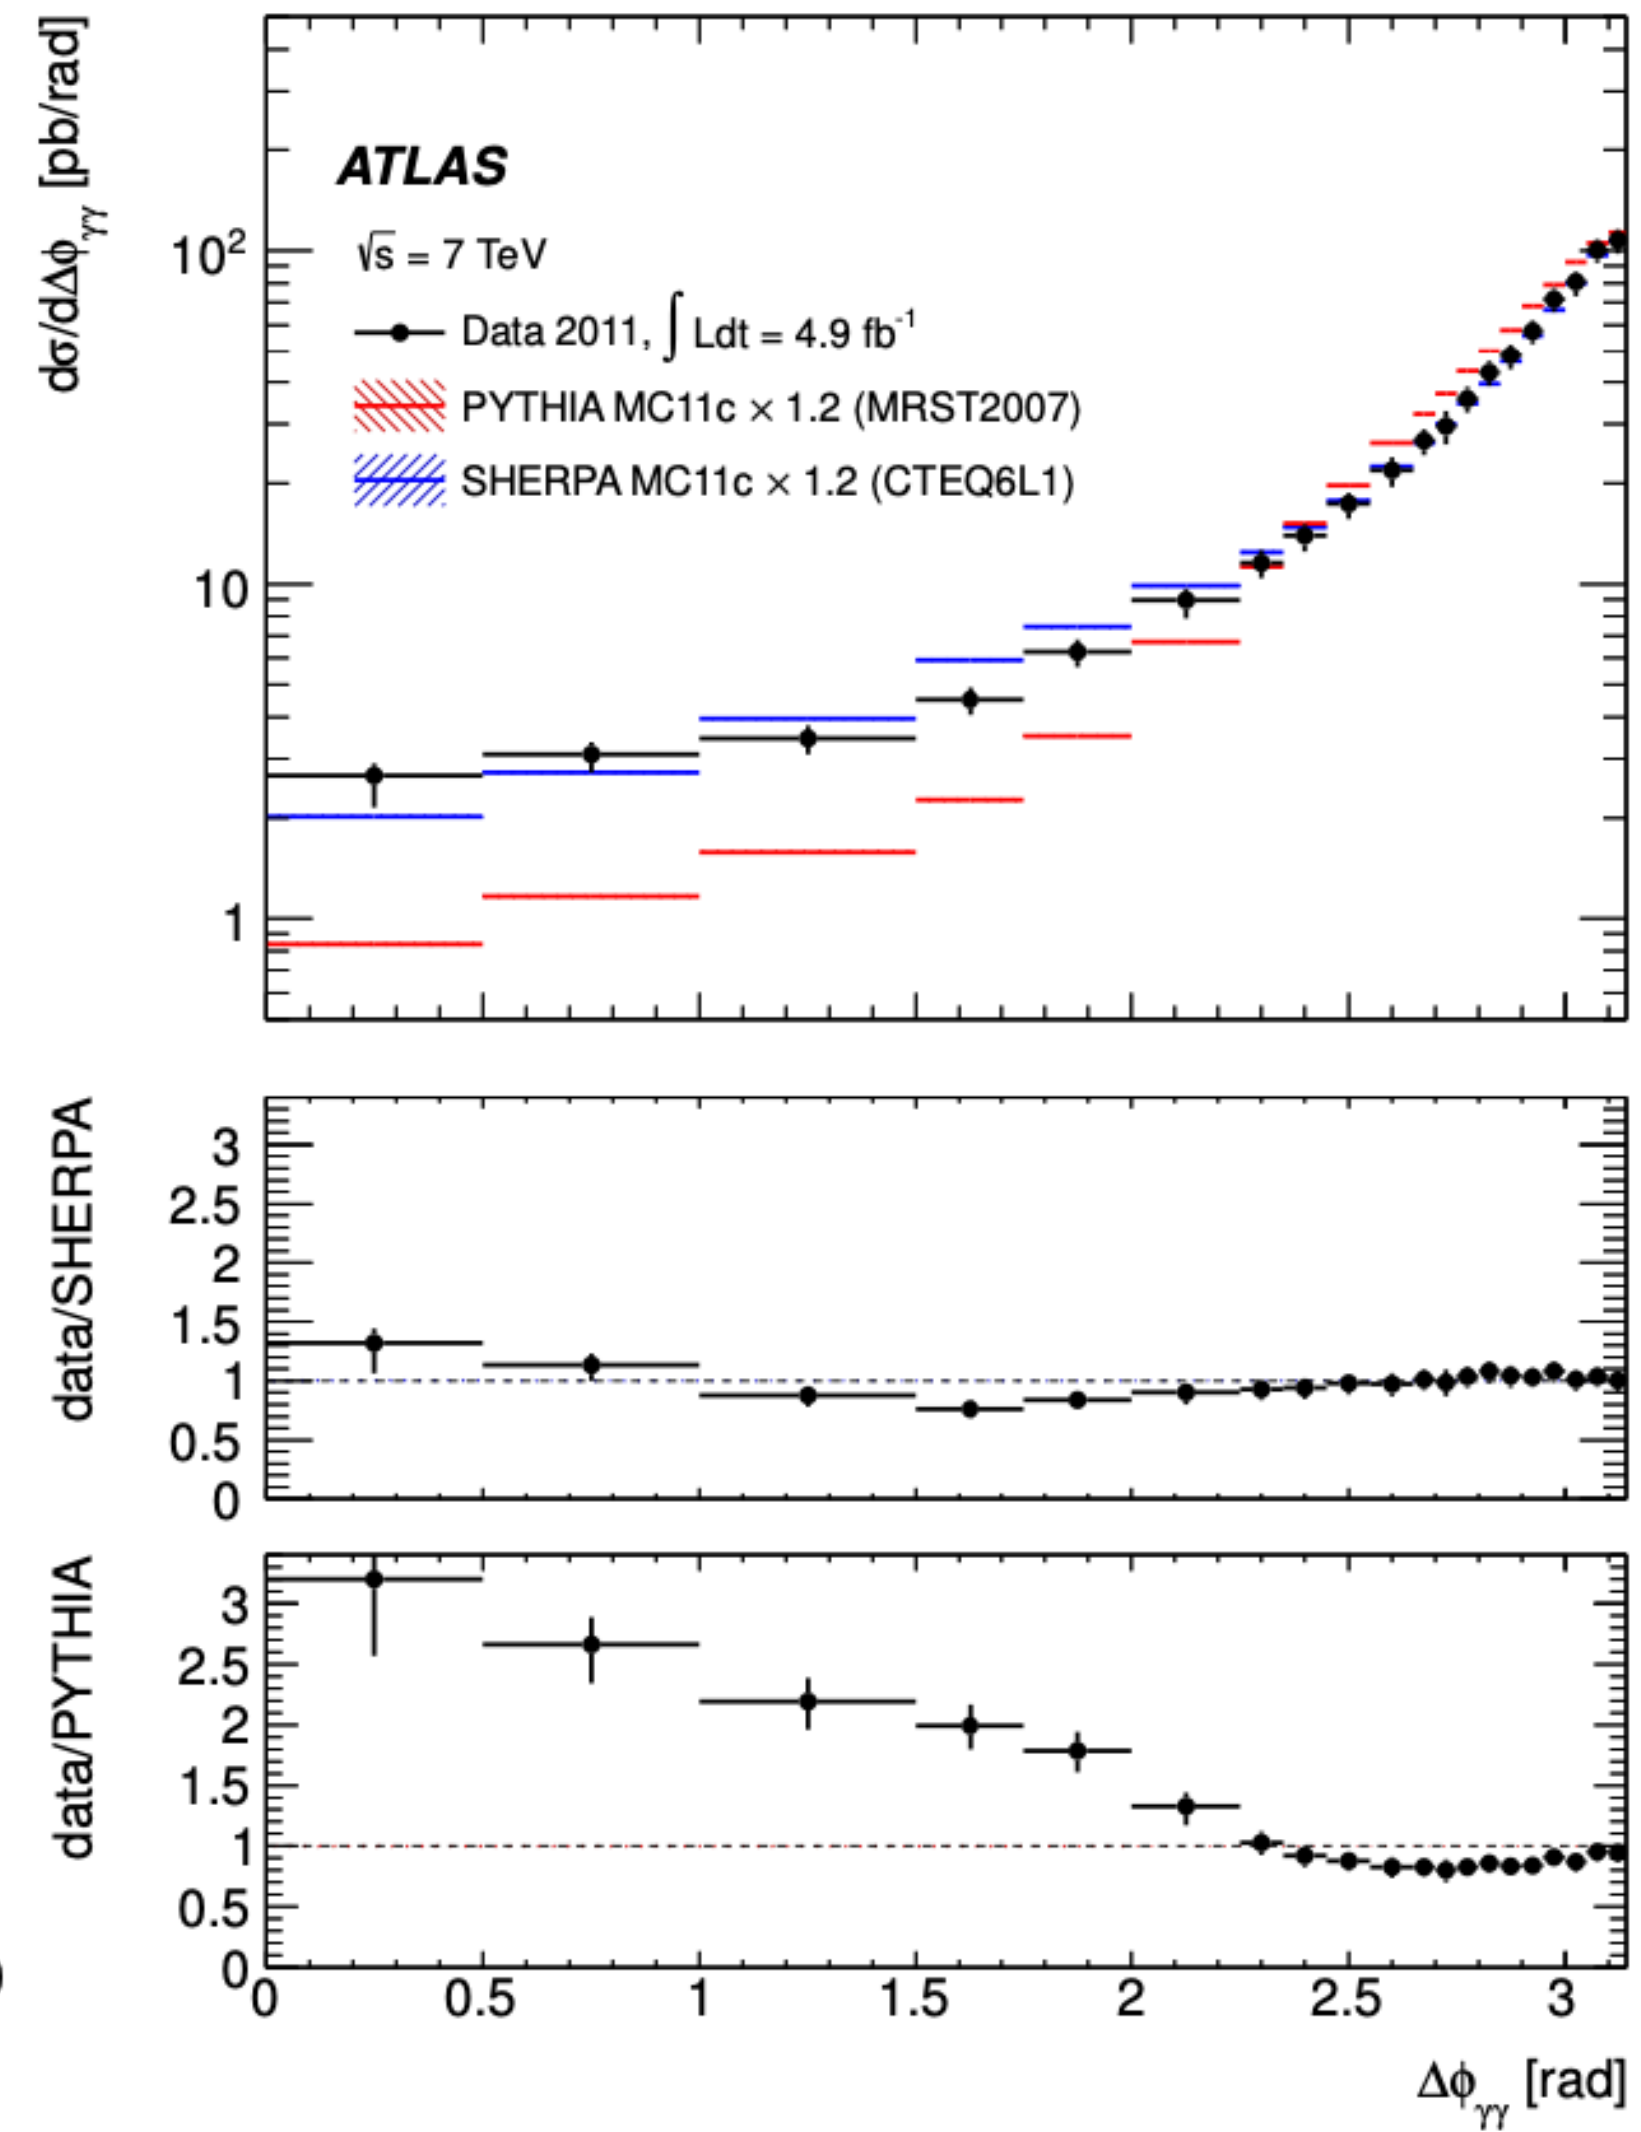 dσ/dΔϕγγ [pb/rad]
10²
10
1
ATLAS
√s = 7 TeV
Data 2011, ∫ Ldt = 4.9 fb⁻¹
PYTHIA MC11c × 1.2 (MRST2007)
SHERPA MC11c × 1.2 (CTEQ6L1)
data/SHERPA
3
2.5
2
1.5
1
0.5
0
data/PYTHIA
3
2.5
2
1.5
1
0.5
0
)
0 0.5 1 1.5 2 2.5 3
Δϕγγ [rad]